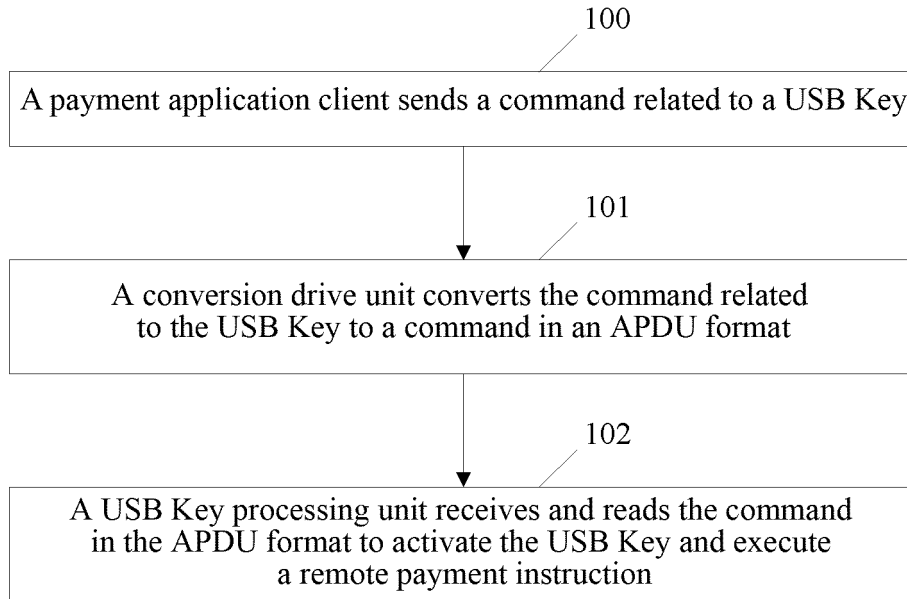 100
A payment application client sends a command related to a USB Key
101
A conversion drive unit converts the command related
to the USB Key to a command in an APDU format
102
A USB Key processing unit receives and reads the command
in the APDU format to activate the USB Key and execute
a remote payment instruction